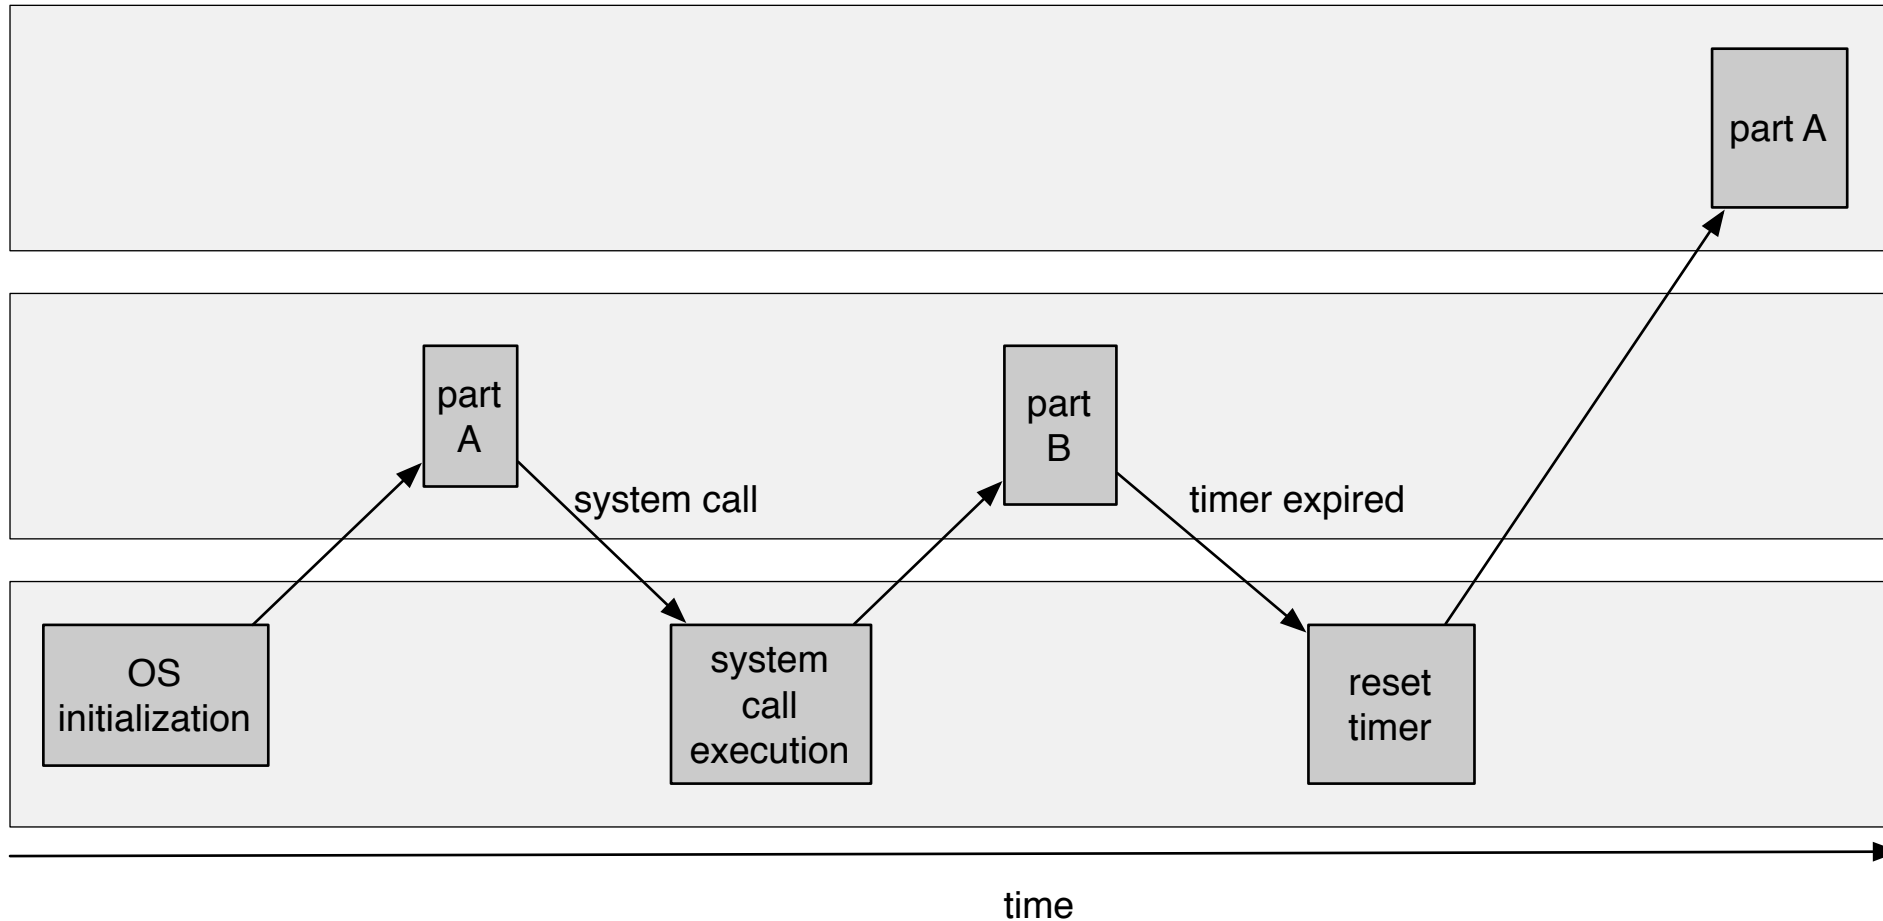 part A
part
A
part
B
system call
timer expired
OS
initialization
system
call
execution
reset
timer
time